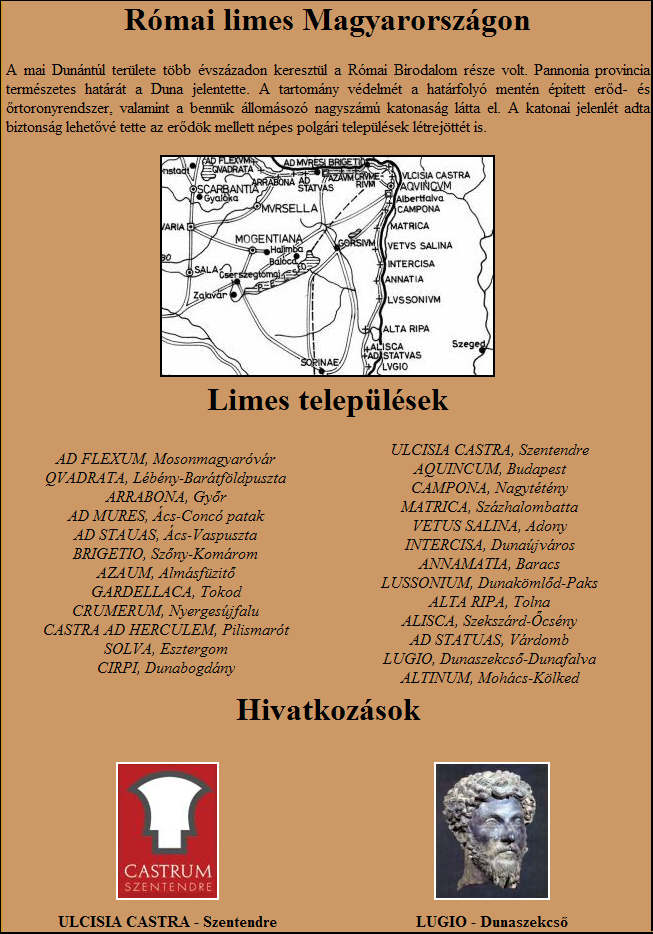 Római limes Magyarországon
A mai Dunántúl területe több évszázadon keresztül a Római Birodalom része volt. Pannonia provincia
természetes határát a Duna jelentette. A tartomány védelmét a határfolyó mentén épített erőd- és
őrtoronyrendszer, valamint a bennük állomásozó nagyszámú katonaság látta el. A katonai jelenlét adta
biztonság lehetővé tette az erődök mellett népes polgári települések létrejöttét is.
AD FLEXVM
QVADRATA
ARRABONA
AD MVRES
BRIGETIO
AD STATVAS
AZAVM
VLCISIA CASTRA
AQVINCVM
Albertfalva
CAMPONA
SCARBANTIA
Gyalóka
MVRSELLA
MATRICA
MOGENTIANA
Halimba
GORSIVM
VETVS SALINA
SALA
INTERCISA
ANNATIA
Zalavár
LVSSONIVM
ALTA RIPA
ALISCA
AD STATVAS
LVGIO
SOPINAE
Szeged
Limes települések
AD FLEXUM, Mosonmagyaróvár
QVADRATA, Lébény-Barátföldpuszta
ARRABONA, Győr
AD MURES, Ács-Concó patak
AD STAUAS, Ács-Vaspuszta
BRIGETIO, Szőny-Komárom
AZAUM, Almásfüzitő
GARDELLACA, Tokod
CRUMERUM, Nyergesújfalu
CASTRA AD HERCULEM, Pilismarót
SOLVA, Esztergom
CIRPI, Dunabogdány
ULCISIA CASTRA, Szentendre
AQUINCUM, Budapest
CAMPONA, Nagytétény
MATRICA, Százhalombatta
VETUS SALINA, Adony
INTERCISA, Dunaújváros
ANNAMATIA, Baracs
LUSSONIUM, Dunakömlőd-Paks
ALTA RIPA, Tolna
ALISCA, Szekszárd-Őcsény
AD STATUAS, Várdomb
LUGIO, Dunaszekcső-Dunafalva
ALTINUM, Mohács-Kölked
Hivatkozások
CASTRUM
SZENTENDRE
ULCISIA CASTRA - Szentendre
LUGIO - Dunaszekcső